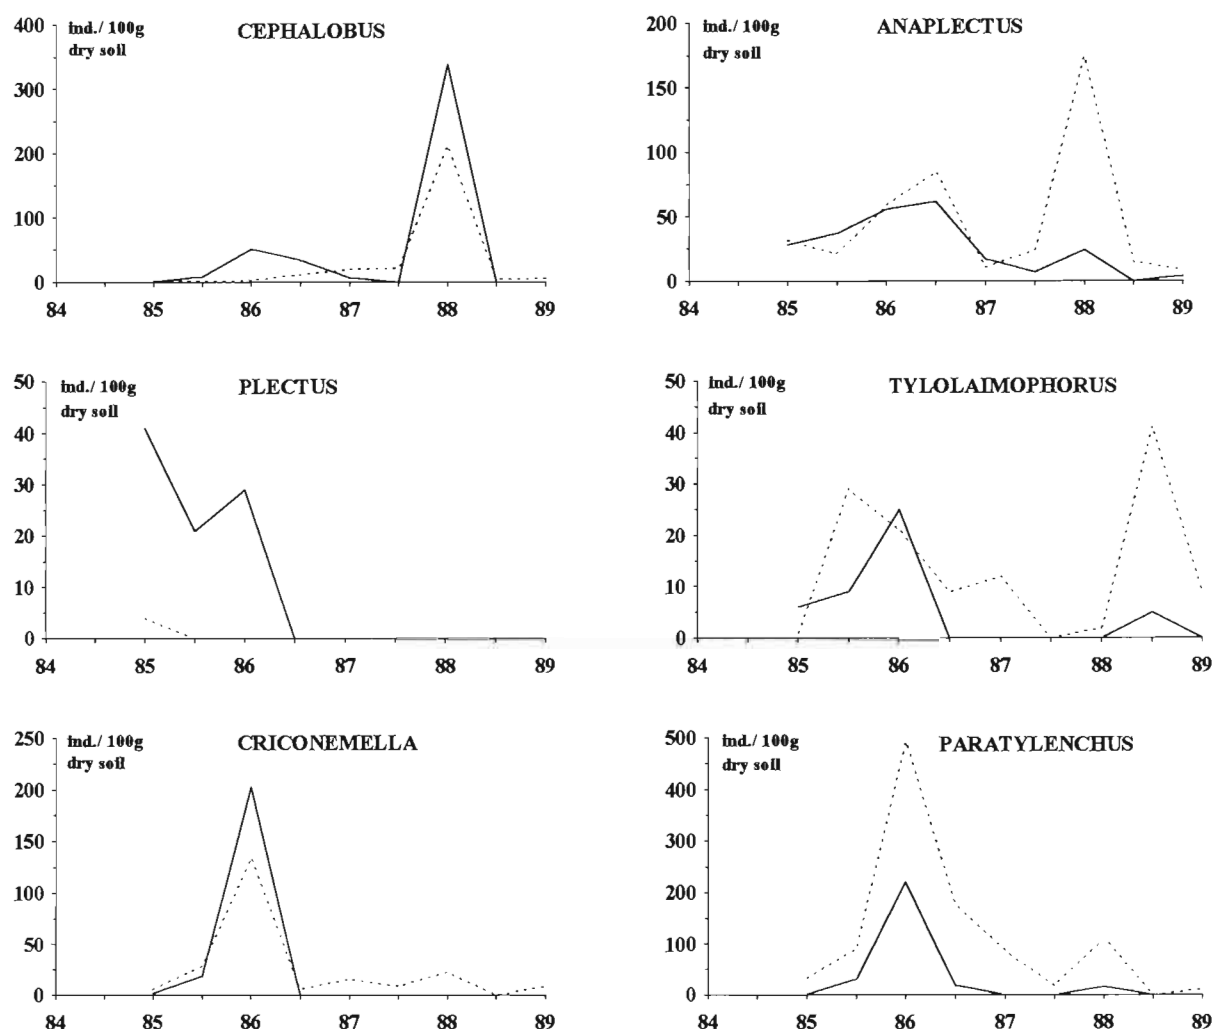 CEPHALOBUS
ind./ 100g
dry soil
400
300
200
100
0
84 85 86 87 88 89
ANAPLECTUS
ind./ 100g
dry soil
200
150
100
50
0
84 85 86 87 88 89
PLECTUS
ind./ 100g
dry soil
50
40
30
20
10
0
84 85 86 87 88 89
TYLOLAIMOPHORUS
ind./ 100g
dry soil
50
40
30
20
10
0
84 85 86 87 88 89
CRICONEMELLA
ind./ 100g
dry soil
250
200
150
100
50
0
84 85 86 87 88 89
PARATYLENCHUS
ind./ 100g
dry soil
500
400
300
200
100
0
84 85 86 87 88 89